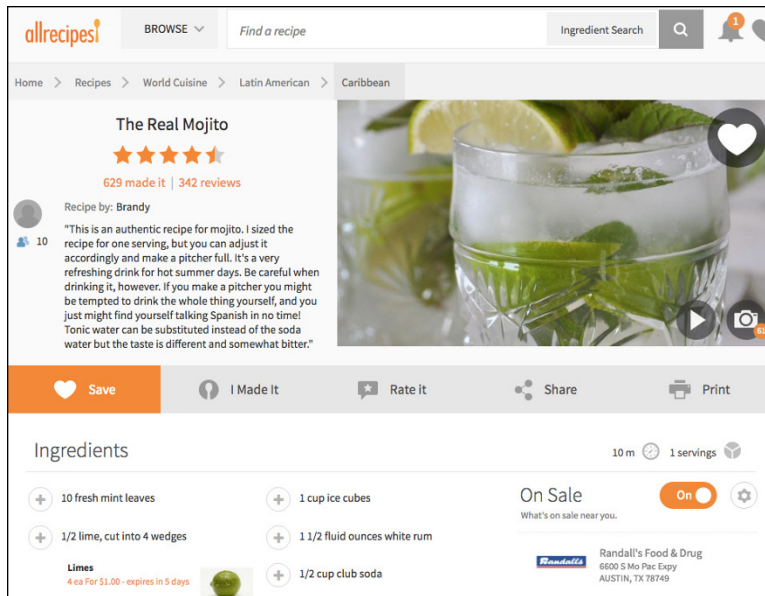 allrecipes
BROWSE
Find a recipe
Ingredient Search
1
Home > Recipes > World Cuisine > Latin American > Caribbean
The Real Mojito
629 made it | 342 reviews
Recipe by: Brandy
10
"This is an authentic recipe for mojito. I sized the
recipe for one serving, but you can adjust it
accordingly and make a pitcher full. It's a very
refreshing drink for hot summer days. Be careful when
drinking it, however. If you make a pitcher you might
be tempted to drink the whole thing yourself, and you
just might find yourself talking Spanish in no time!
Tonic water can be substituted instead of the soda
water but the taste is different and somewhat bitter."
Save
I Made It
Rate it
Share
Print
Ingredients
10 m
1 servings
10 fresh mint leaves
1/2 lime, cut into 4 wedges
Limes
4 ea For $1.00 - expires in 5 days
1 cup ice cubes
1 1/2 fluid ounces white rum
1/2 cup club soda
On Sale
On
What's on sale near you.
Randalls
Randall's Food & Drug
6600 S Mo Pac Expy
AUSTIN, TX 78749